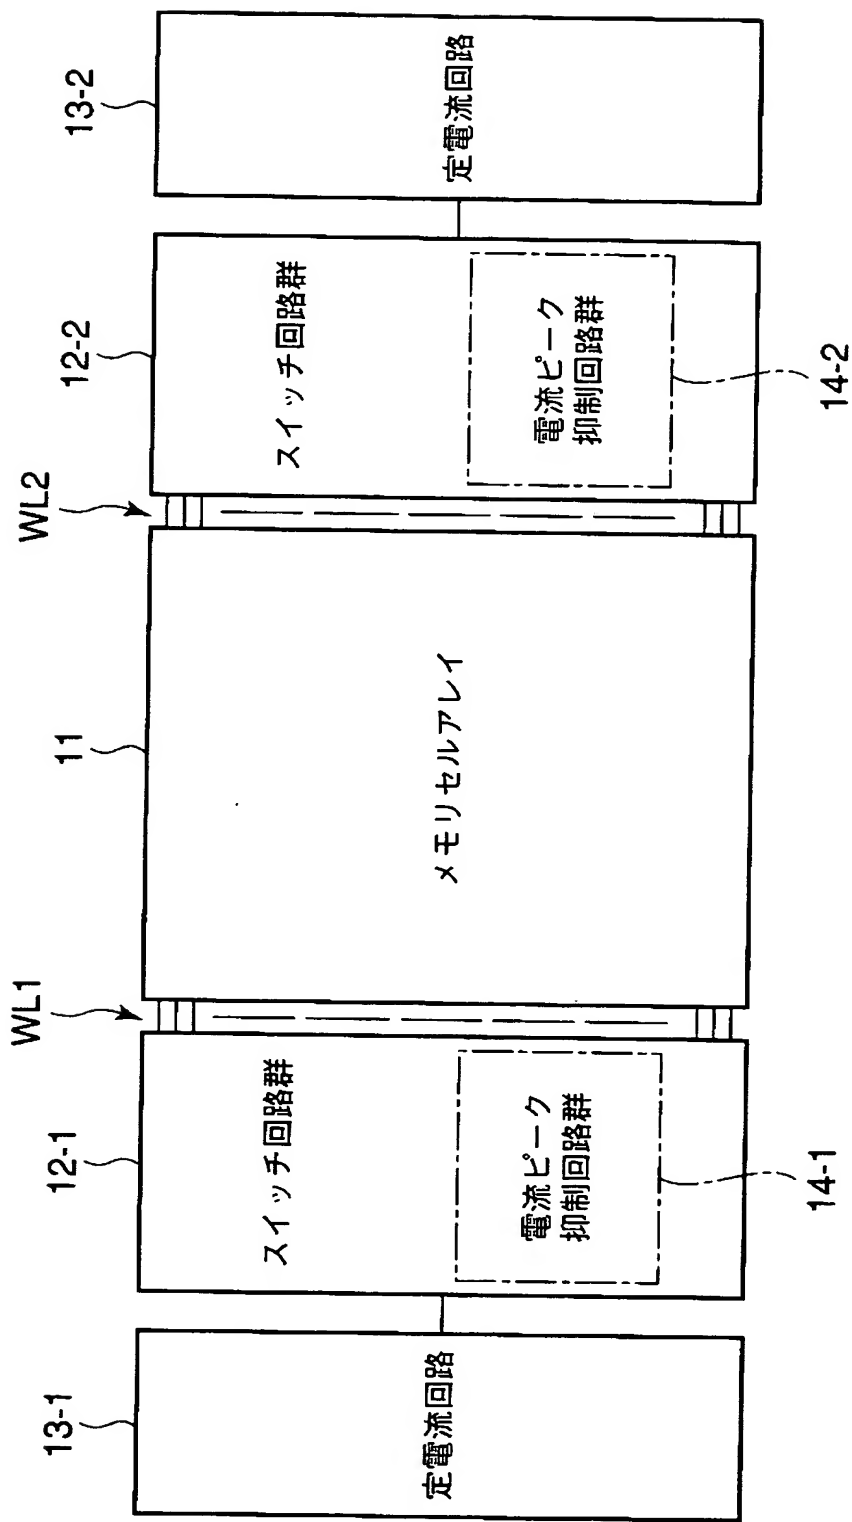 13-1
12-1
WL1
11
WL2
12-2
13-2
定電流回路
スイッチ回路群
電流ピーク
抑制回路群
メモリセルアレイ
スイッチ回路群
電流ピーク
抑制回路群
定電流回路
14-1
14-2